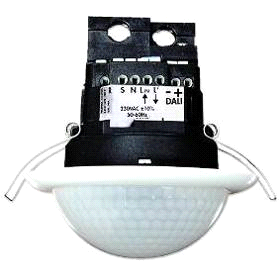 S N L L' - +
DALI
230VAC ±10%
50-60Hz